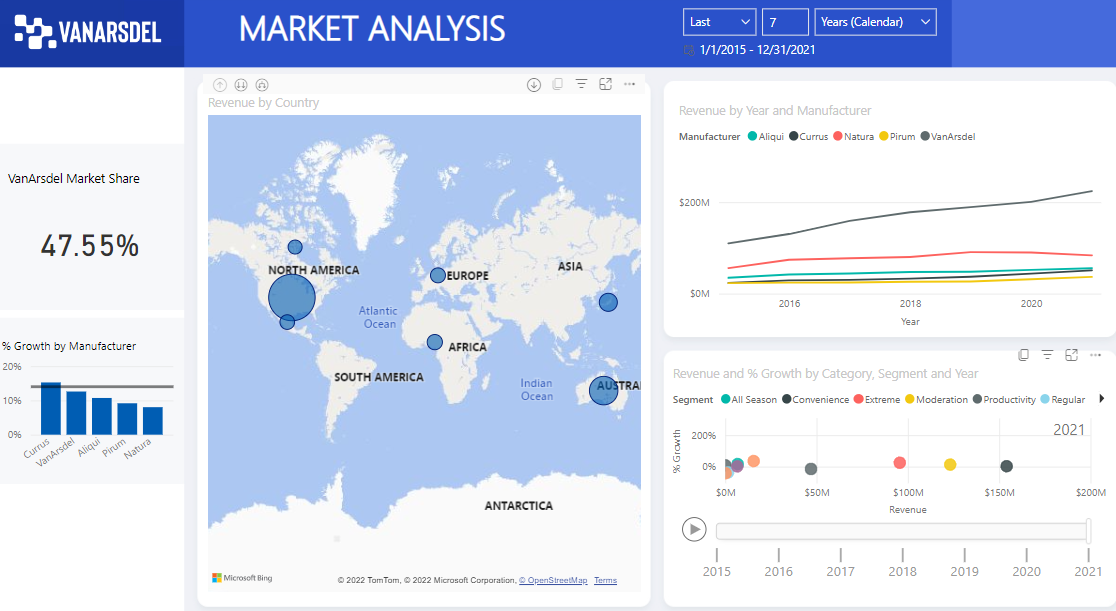 VANARSDEL
MARKET ANALYSIS
Last
7
Years (Calendar)
1/1/2015 - 12/31/2021
VanArsdel Market Share
47.55%
% Growth by Manufacturer
20%
10%
0%
Currus
VanArsdel
Aliqui
Pirum
Natura
Revenue by Country
NORTH AMERICA
EUROPE
ASIA
Atlantic
Ocean
AFRICA
SOUTH AMERICA
Indian
Ocean
AUSTRA
ANTARCTICA
Microsoft Bing
© 2022 TomTom, © 2022 Microsoft Corporation, © OpenStreetMap Terms
Revenue by Year and Manufacturer
Manufacturer Aliqui Currus Natura Pirum VanArsdel
$200M
$0M
2016 2018 2020
Year
Revenue and % Growth by Category, Segment and Year
Segment All Season Convenience Extreme Moderation Productivity Regular
2021
% Growth
200%
0%
$0M $50M $100M $150M $200M
Revenue
2015 2016 2017 2018 2019 2020 2021